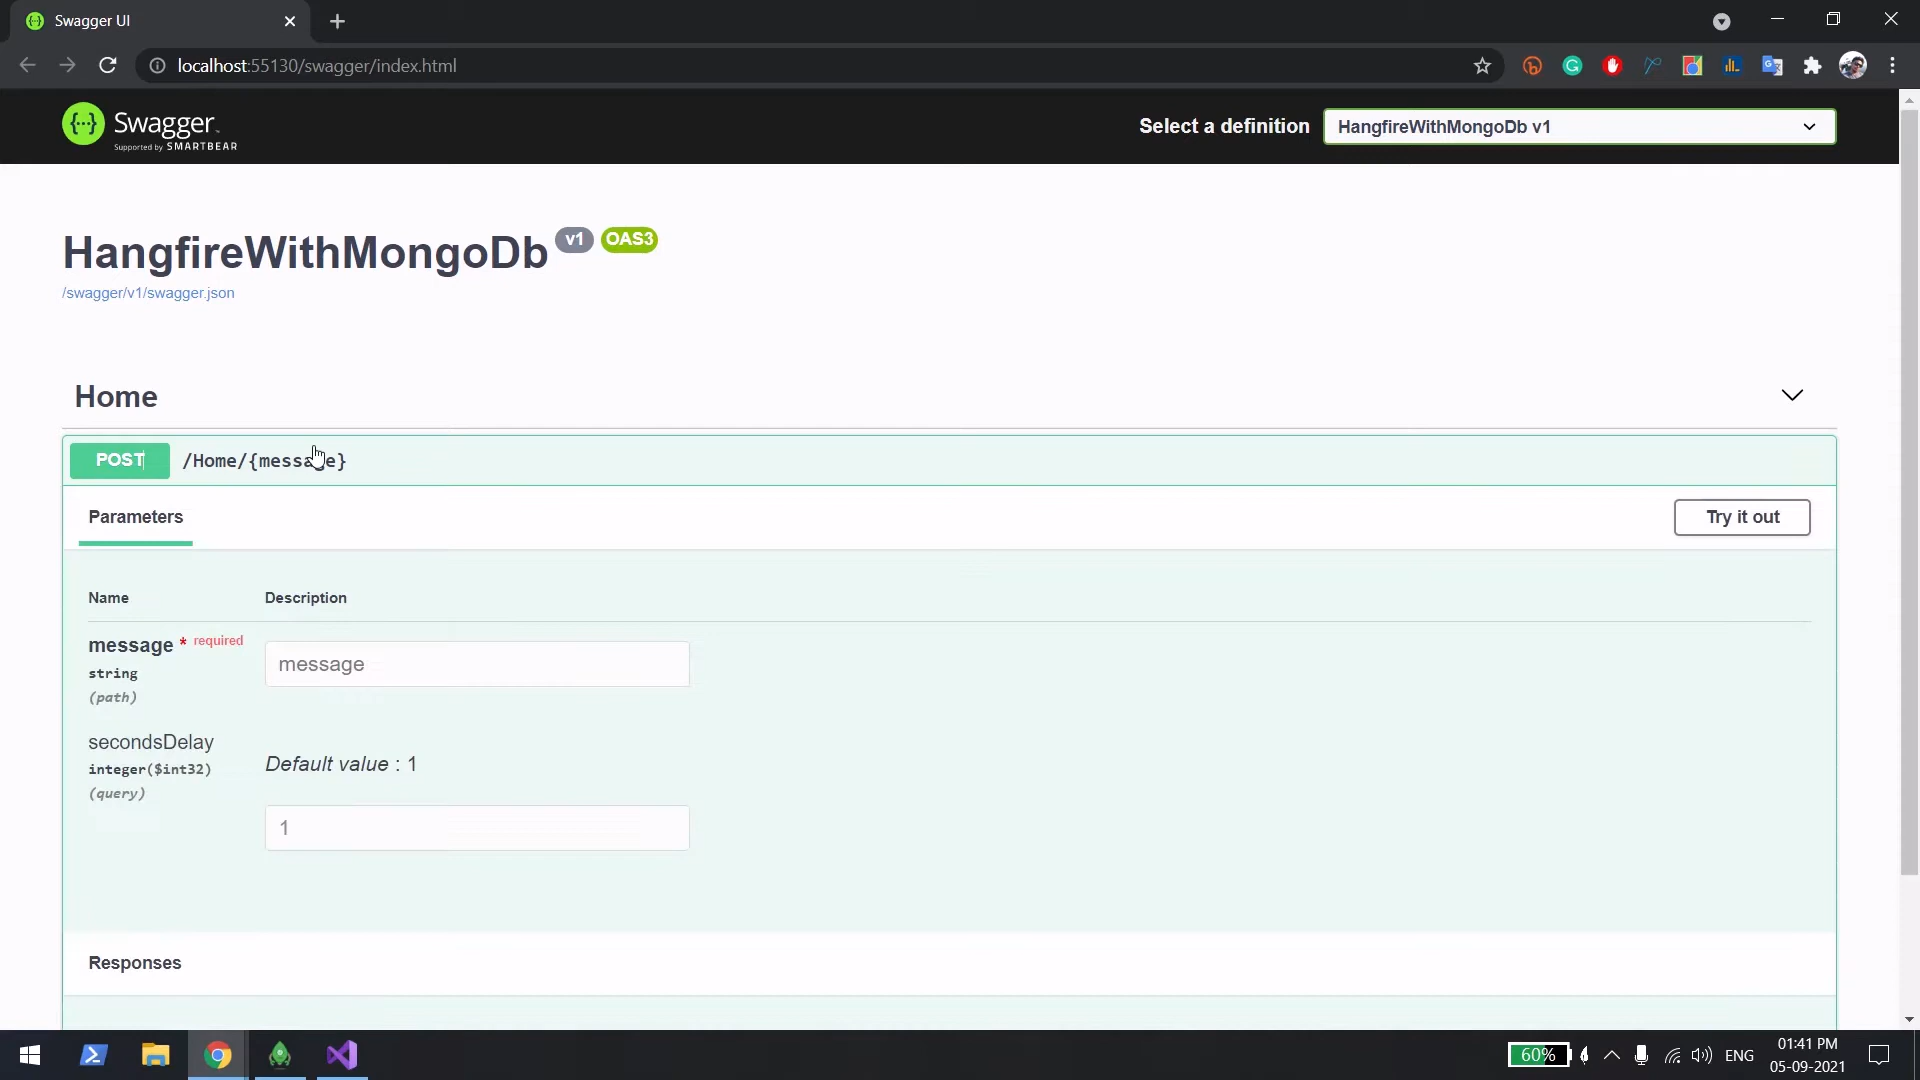 Swagger UI
localhost:55130/swagger/index.html
Swagger
Supported by SMARTBEAR
Select a definition
HangfireWithMongoDb v1
HangfireWithMongoDb v1 OAS3
/swagger/v1/swagger.json
Home
POST /Home/{message}
Parameters
Try it out
Name Description
message * required
string
(path)
message
secondsDelay
integer($int32)
(query)
Default value : 1
1
Responses
60%
ENG
01:41 PM
05-09-2021